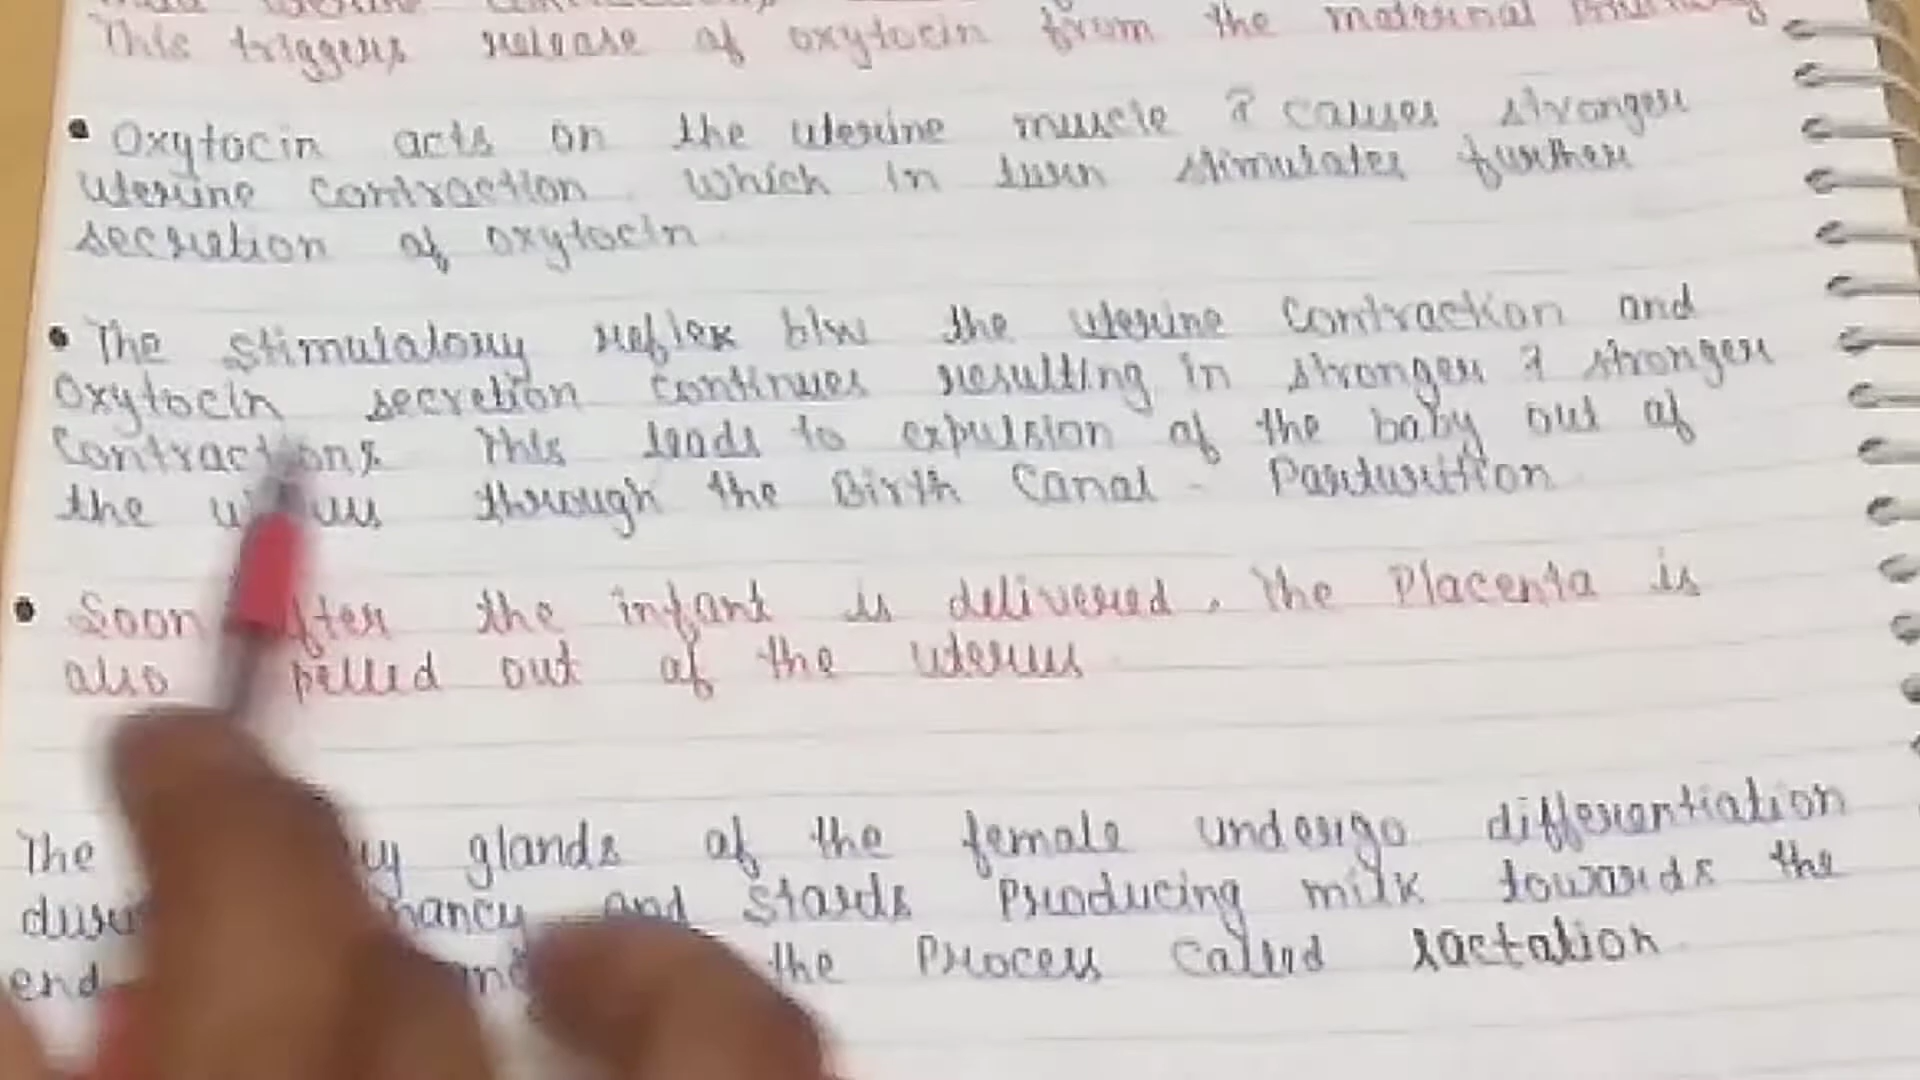 This triggers release of oxytocin from the maternal
• Oxytocin acts on the uterine muscle & causes stronger
uterine contraction. Which in turn stimulates further
secretion of oxytocin
• The stimulatory reflex b/w the uterine contraction and
oxytocin secretion continues resulting in stronger & stronger
contractions This leads to expulsion of the baby out of
the through the Birth Canal - Parturition
• Soon the infant is delivered, the Placenta is
also out of the uterus
The glands of the female undergo differentiation
and starts Producing milk towards the
end the Process called lactation